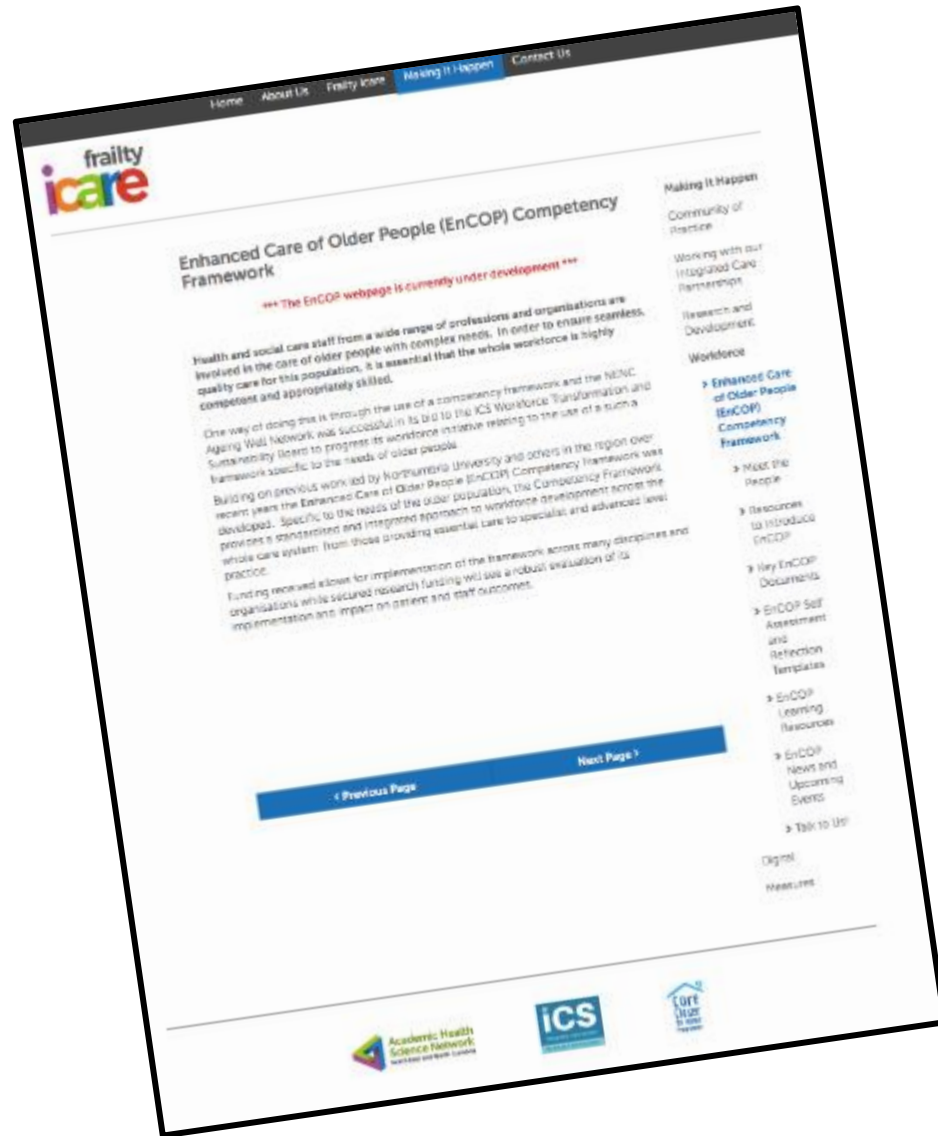 Home About Us Frailty Icare Making It Happen Contact Us
frailty
icare
Enhanced Care of Older People (EnCOP) Competency
Framework
*** The EnCOP webpage is currently under development ***
Health and social care staff from a wide range of professions and organisations are
involved in the care of older people with complex needs. In order to ensure seamless,
quality care for this population, it is essential that the whole workforce is highly
competent and appropriately skilled.
One way of doing this is through the use of a competency framework and the NENC
Ageing Well Network was successful in its bid to the ICS Workforce Transformation and
Sustainability Board to progress its workforce initiative relating to the use of a such a
framework specific to the needs of older people.
Building on previous work led by Northumbria University and others in the region over
recent years the Enhanced Care of Older People (EnCOP) Competency Framework was
developed. Specific to the needs of the older population, the Competency Framework
provides a standardised and integrated approach to workforce development across the
whole care system from those providing essential care to specialist and advanced level
practice.
Funding received allows for implementation of the framework across many disciplines and
organisations while secured research funding will see a robust evaluation of its
implementation and impact on patient and staff outcomes.
< Previous Page Next Page >
Making It Happen
Community of
Practice
Working with our
Integrated Care
Partnerships
Research and
Development
Workforce
> Enhanced Care
of Older People
(EnCOP)
Competency
Framework
> Meet the
People
> Resources
to Introduce
EnCOP
> Key EnCOP
Documents
> EnCOP Self
Assessment
and
Reflection
Templates
> EnCOP
Learning
Resources
> EnCOP
News and
Upcoming
Events
> Talk to Us!
Digital
Measures
Academic Health
Science Network
North East and North Cumbria
iCS